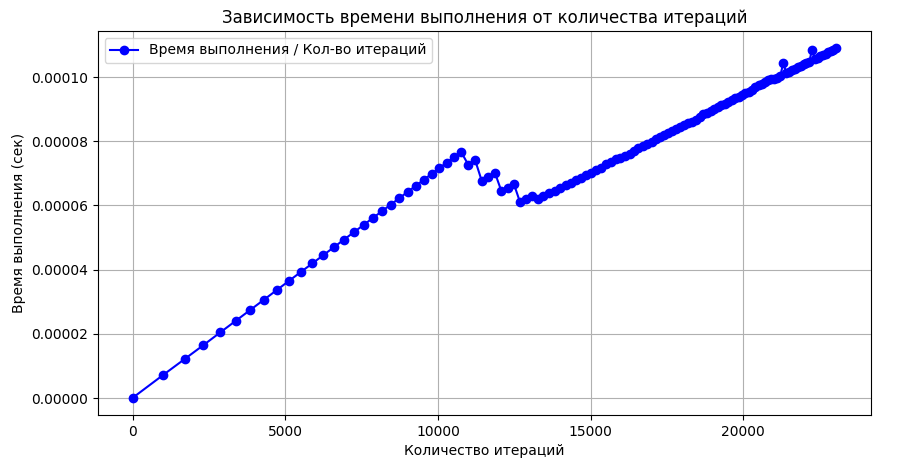 Зависимость времени выполнения от количества итераций
Время выполнения / Кол-во итераций
0.00010
0.00008
0.00006
0.00004
0.00002
0.00000
Время выполнения (сек)
0
5000
10000
15000
20000
Количество итераций